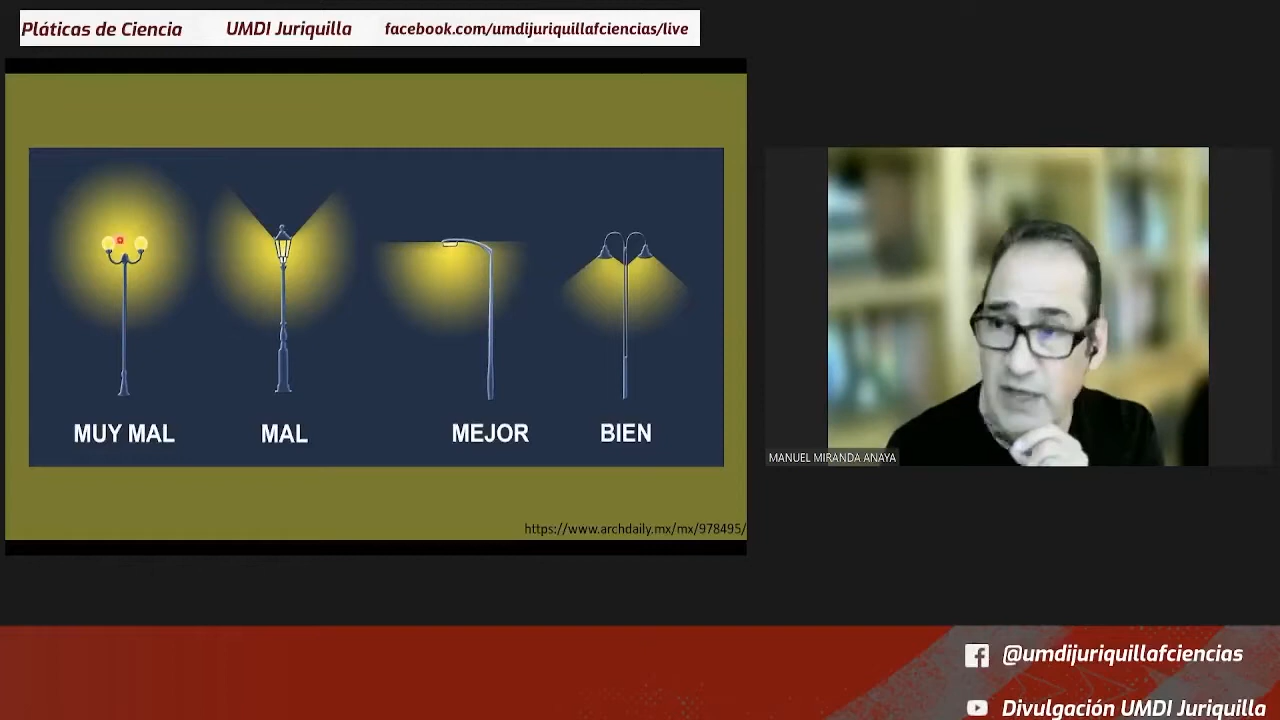 Pláticas de Ciencia UMDI Juriquilla facebook.com/umdijuriquillafciencias/live
MUY MAL MAL MEJOR BIEN
https://www.archdaily.mx/mx/978495/
MANUEL MIRANDA ANAYA
@umdijuriquillafciencias
Divulgación UMDI Juriquilla